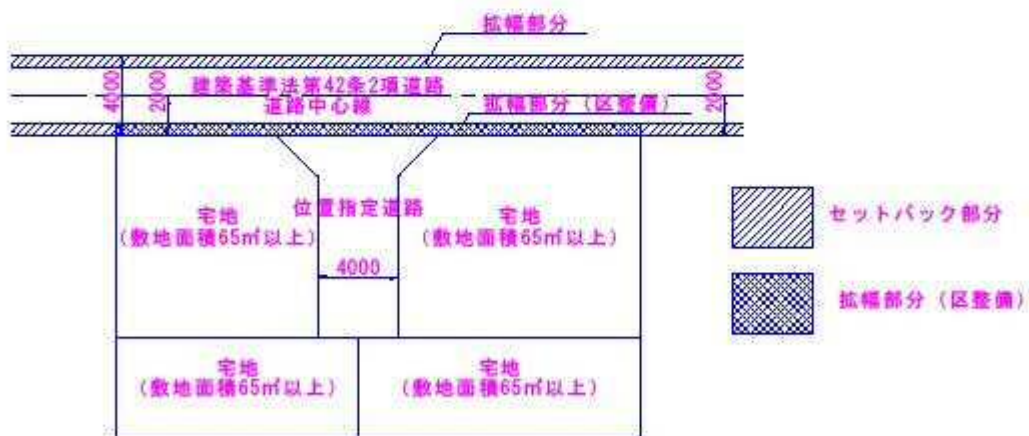 拡幅部分
建築基準法第42条2項道路
道路中心線
拡幅部分（区整備）
4000
2000
2000
位置指定道路
宅地
（敷地面積65㎡以上）
宅地
（敷地面積65㎡以上）
4000
宅地
（敷地面積65㎡以上）
宅地
（敷地面積65㎡以上）
セットバック部分
拡幅部分（区整備）